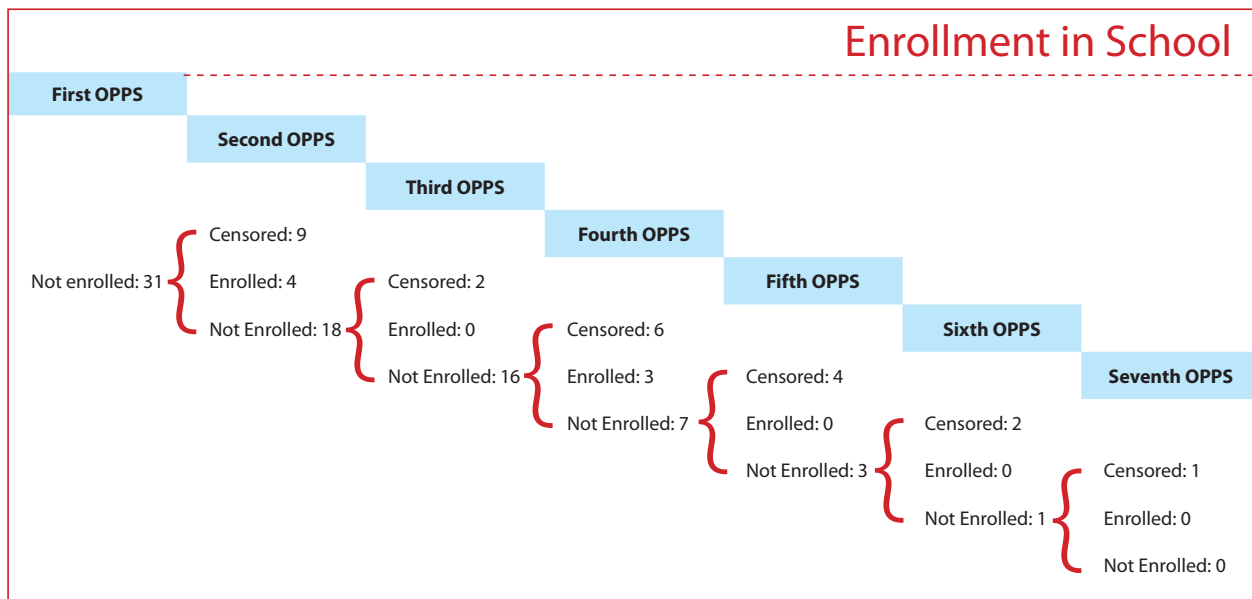 Enrollment in School
First OPPS
Second OPPS
Third OPPS
Fourth OPPS
Fifth OPPS
Sixth OPPS
Seventh OPPS
Not enrolled: 31
Censored: 9
Enrolled: 4
Not Enrolled: 18
Censored: 2
Enrolled: 0
Not Enrolled: 16
Censored: 6
Enrolled: 3
Not Enrolled: 7
Censored: 4
Enrolled: 0
Not Enrolled: 3
Censored: 2
Enrolled: 0
Not Enrolled: 1
Censored: 1
Enrolled: 0
Not Enrolled: 0